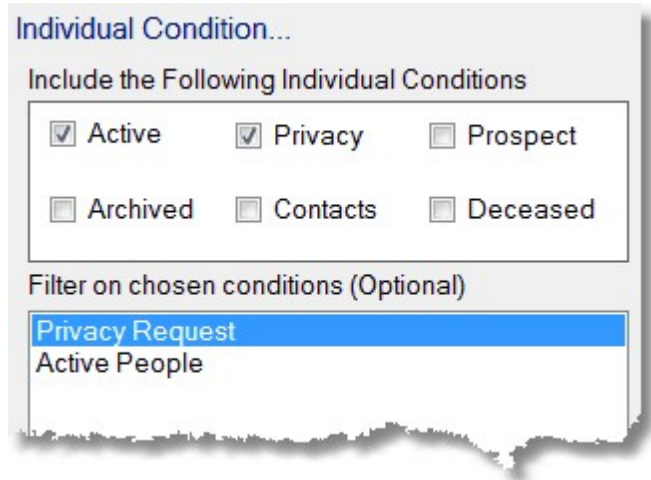 Individual Condition...
Include the Following Individual Conditions
Active Privacy Prospect
Archived Contacts Deceased
Filter on chosen conditions (Optional)
Privacy Request
Active People